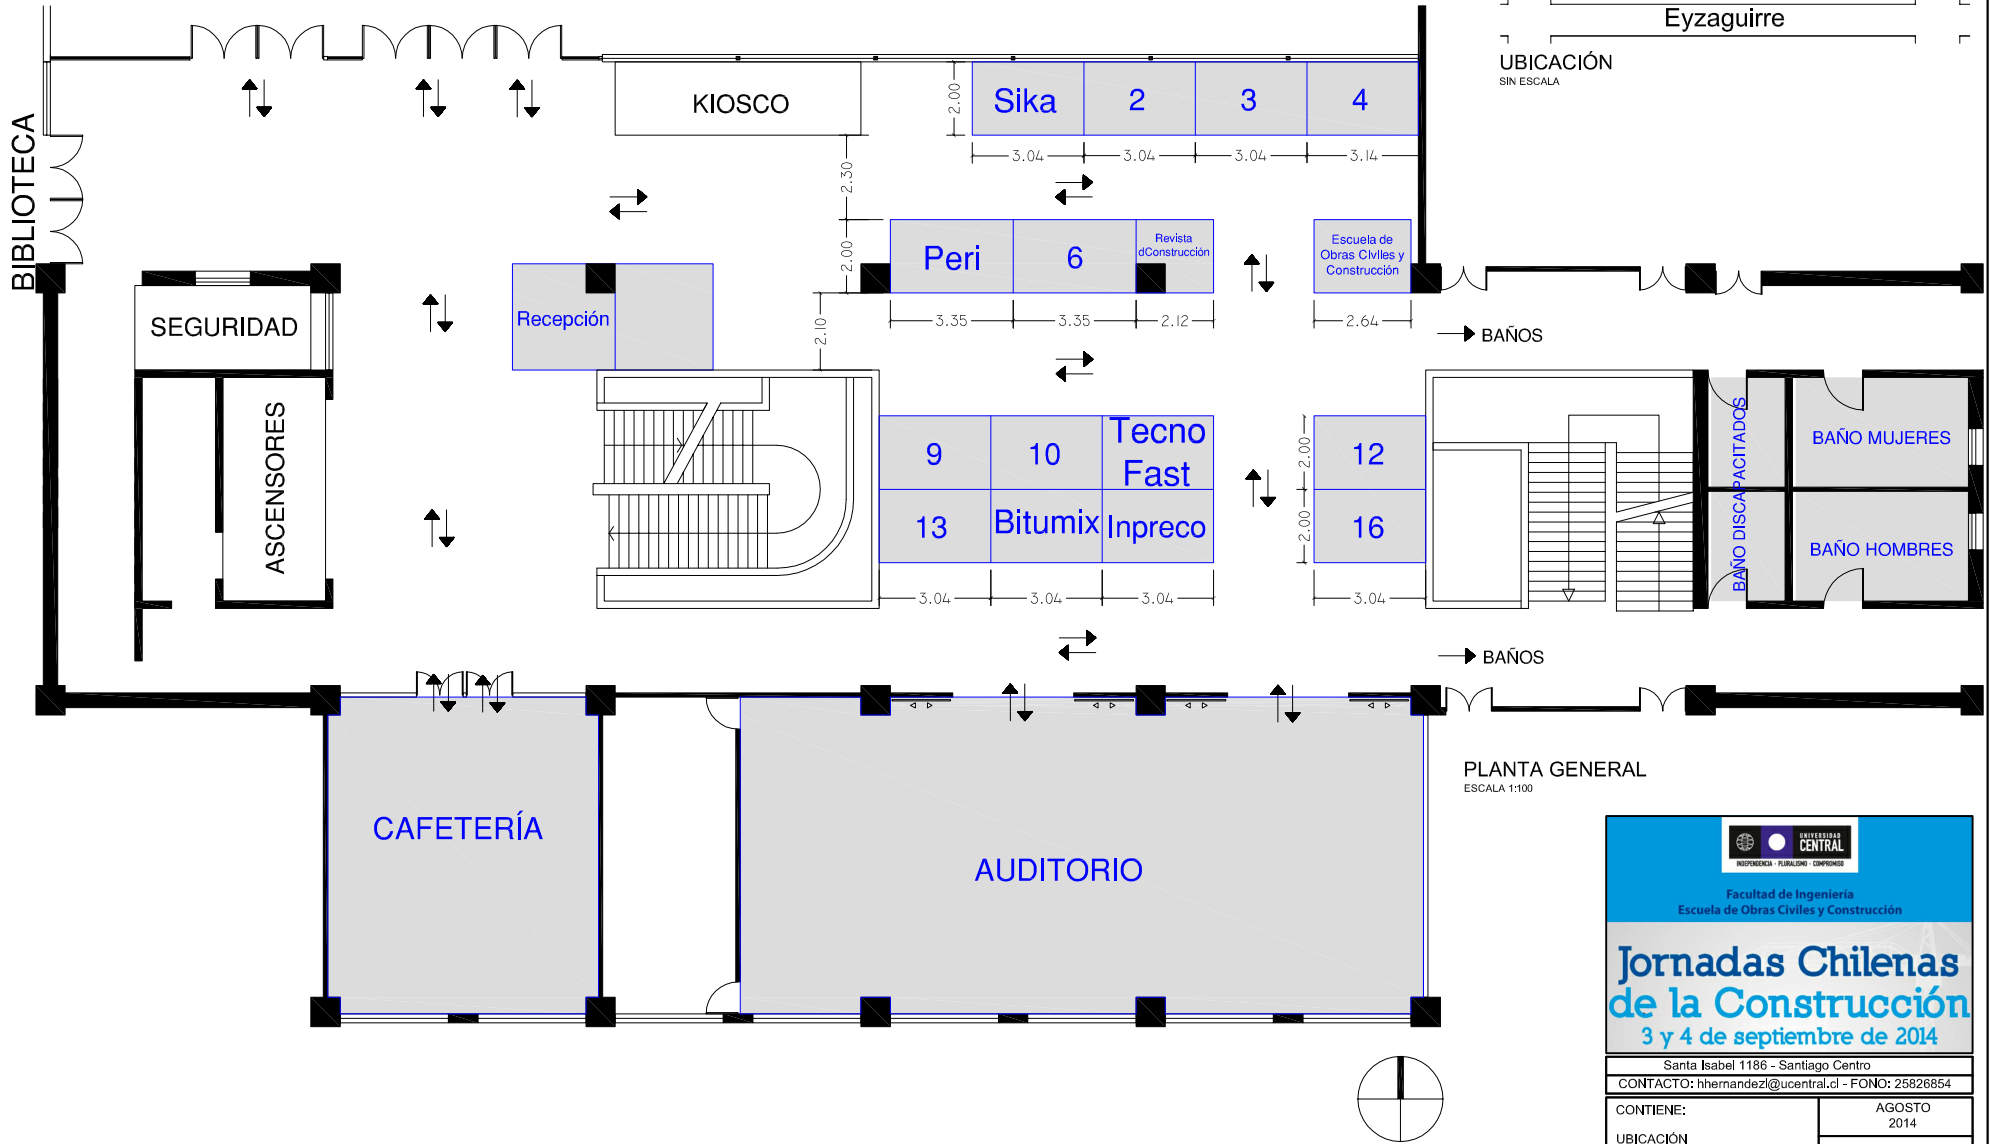 Eyzaguirre
UBICACIÓN
SIN ESCALA
BIBLIOTECA
KIOSCO
2.00
Sika
2
3
4
3.04
3.04
3.04
3.14
2.30
2.00
Peri
6
Revista
dConstrucción
Escuela de
Obras Civiles y
Construcción
3.35
3.35
2.12
2.64
2.10
SEGURIDAD
Recepción
BAÑOS
ASCENSORES
9
10
Tecno
Fast
12
13
Bitumix
Inpreco
16
2.00
2.00
3.04
3.04
3.04
3.04
BAÑO DISCAPACITADOS
BAÑO MUJERES
BAÑO HOMBRES
BAÑOS
CAFETERÍA
AUDITORIO
PLANTA GENERAL
ESCALA 1:100
UNIVERSIDAD
CENTRAL
INDEPENDENCIA - PLURALISMO - COMPROMISO
Facultad de Ingeniería
Escuela de Obras Civiles y Construcción
Jornadas Chilenas
de la Construcción
3 y 4 de septiembre de 2014
Santa Isabel 1186 - Santiago Centro
CONTACTO: hhernandezl@ucentral.cl - FONO: 25826854
CONTIENE:
UBICACIÓN
AGOSTO
2014